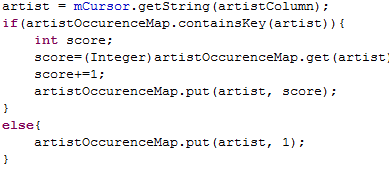 artist = mCursor.getString(artistColumn);
if(artistOccurenceMap.containsKey(artist)){
int score;
score=(Integer)artistOccurenceMap.get(artist)
score+=1;
artistOccurenceMap.put(artist, score);
}
else{
artistOccurenceMap.put(artist, 1);
}